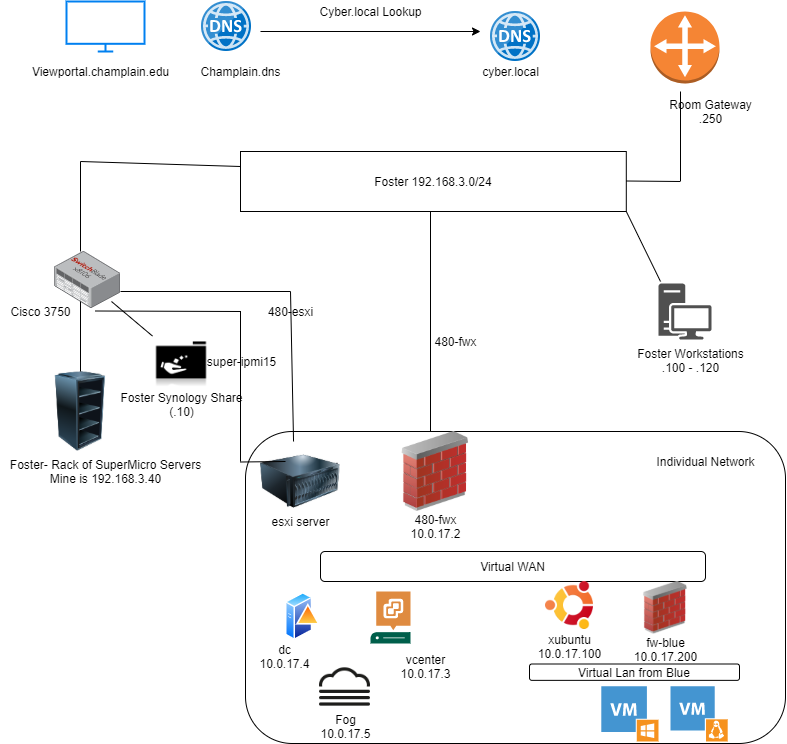 DNS
Cyber.local Lookup
DNS
Viewportal.champlain.edu
Champlain.dns
cyber.local
Room Gateway
.250
Foster 192.168.3.0/24
SwitchBlade
x8106
Cisco 3750
480-esxi
480-fwx
super-ipmi15
Foster Workstations
.100 - .120
Foster Synology Share
(.10)
Foster- Rack of SuperMicro Servers
Mine is 192.168.3.40
Individual Network
esxi server
480-fwx
10.0.17.2
Virtual WAN
dc
10.0.17.4
vcenter
10.0.17.3
xubuntu
10.0.17.100
fw-blue
10.0.17.200
Virtual Lan from Blue
Fog
10.0.17.5
VM
VM